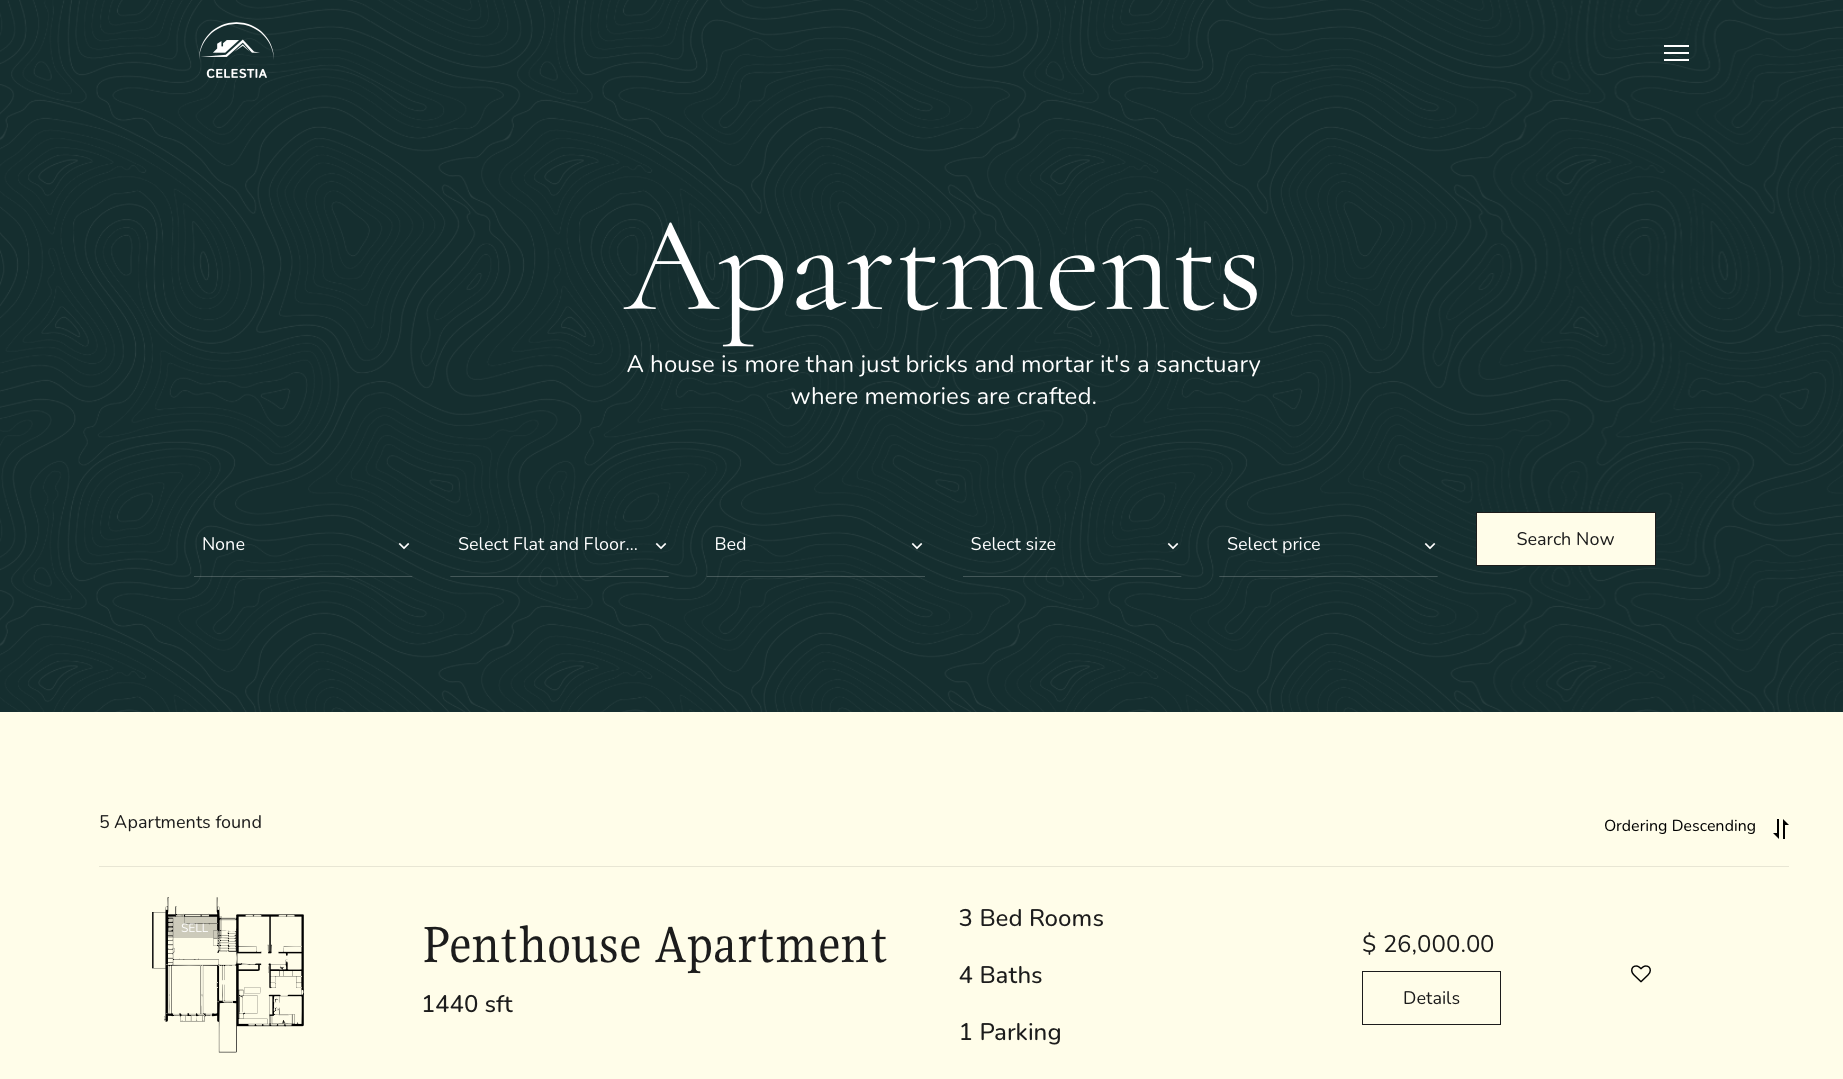 CELESTIA
Apartments
A house is more than just bricks and mortar it's a sanctuary
where memories are crafted.
None
Select Flat and Floor...
Bed
Select size
Select price
Search Now
5 Apartments found
Ordering Descending
SELL
Penthouse Apartment
1440 sft
3 Bed Rooms
4 Baths
1 Parking
$ 26,000.00
Details